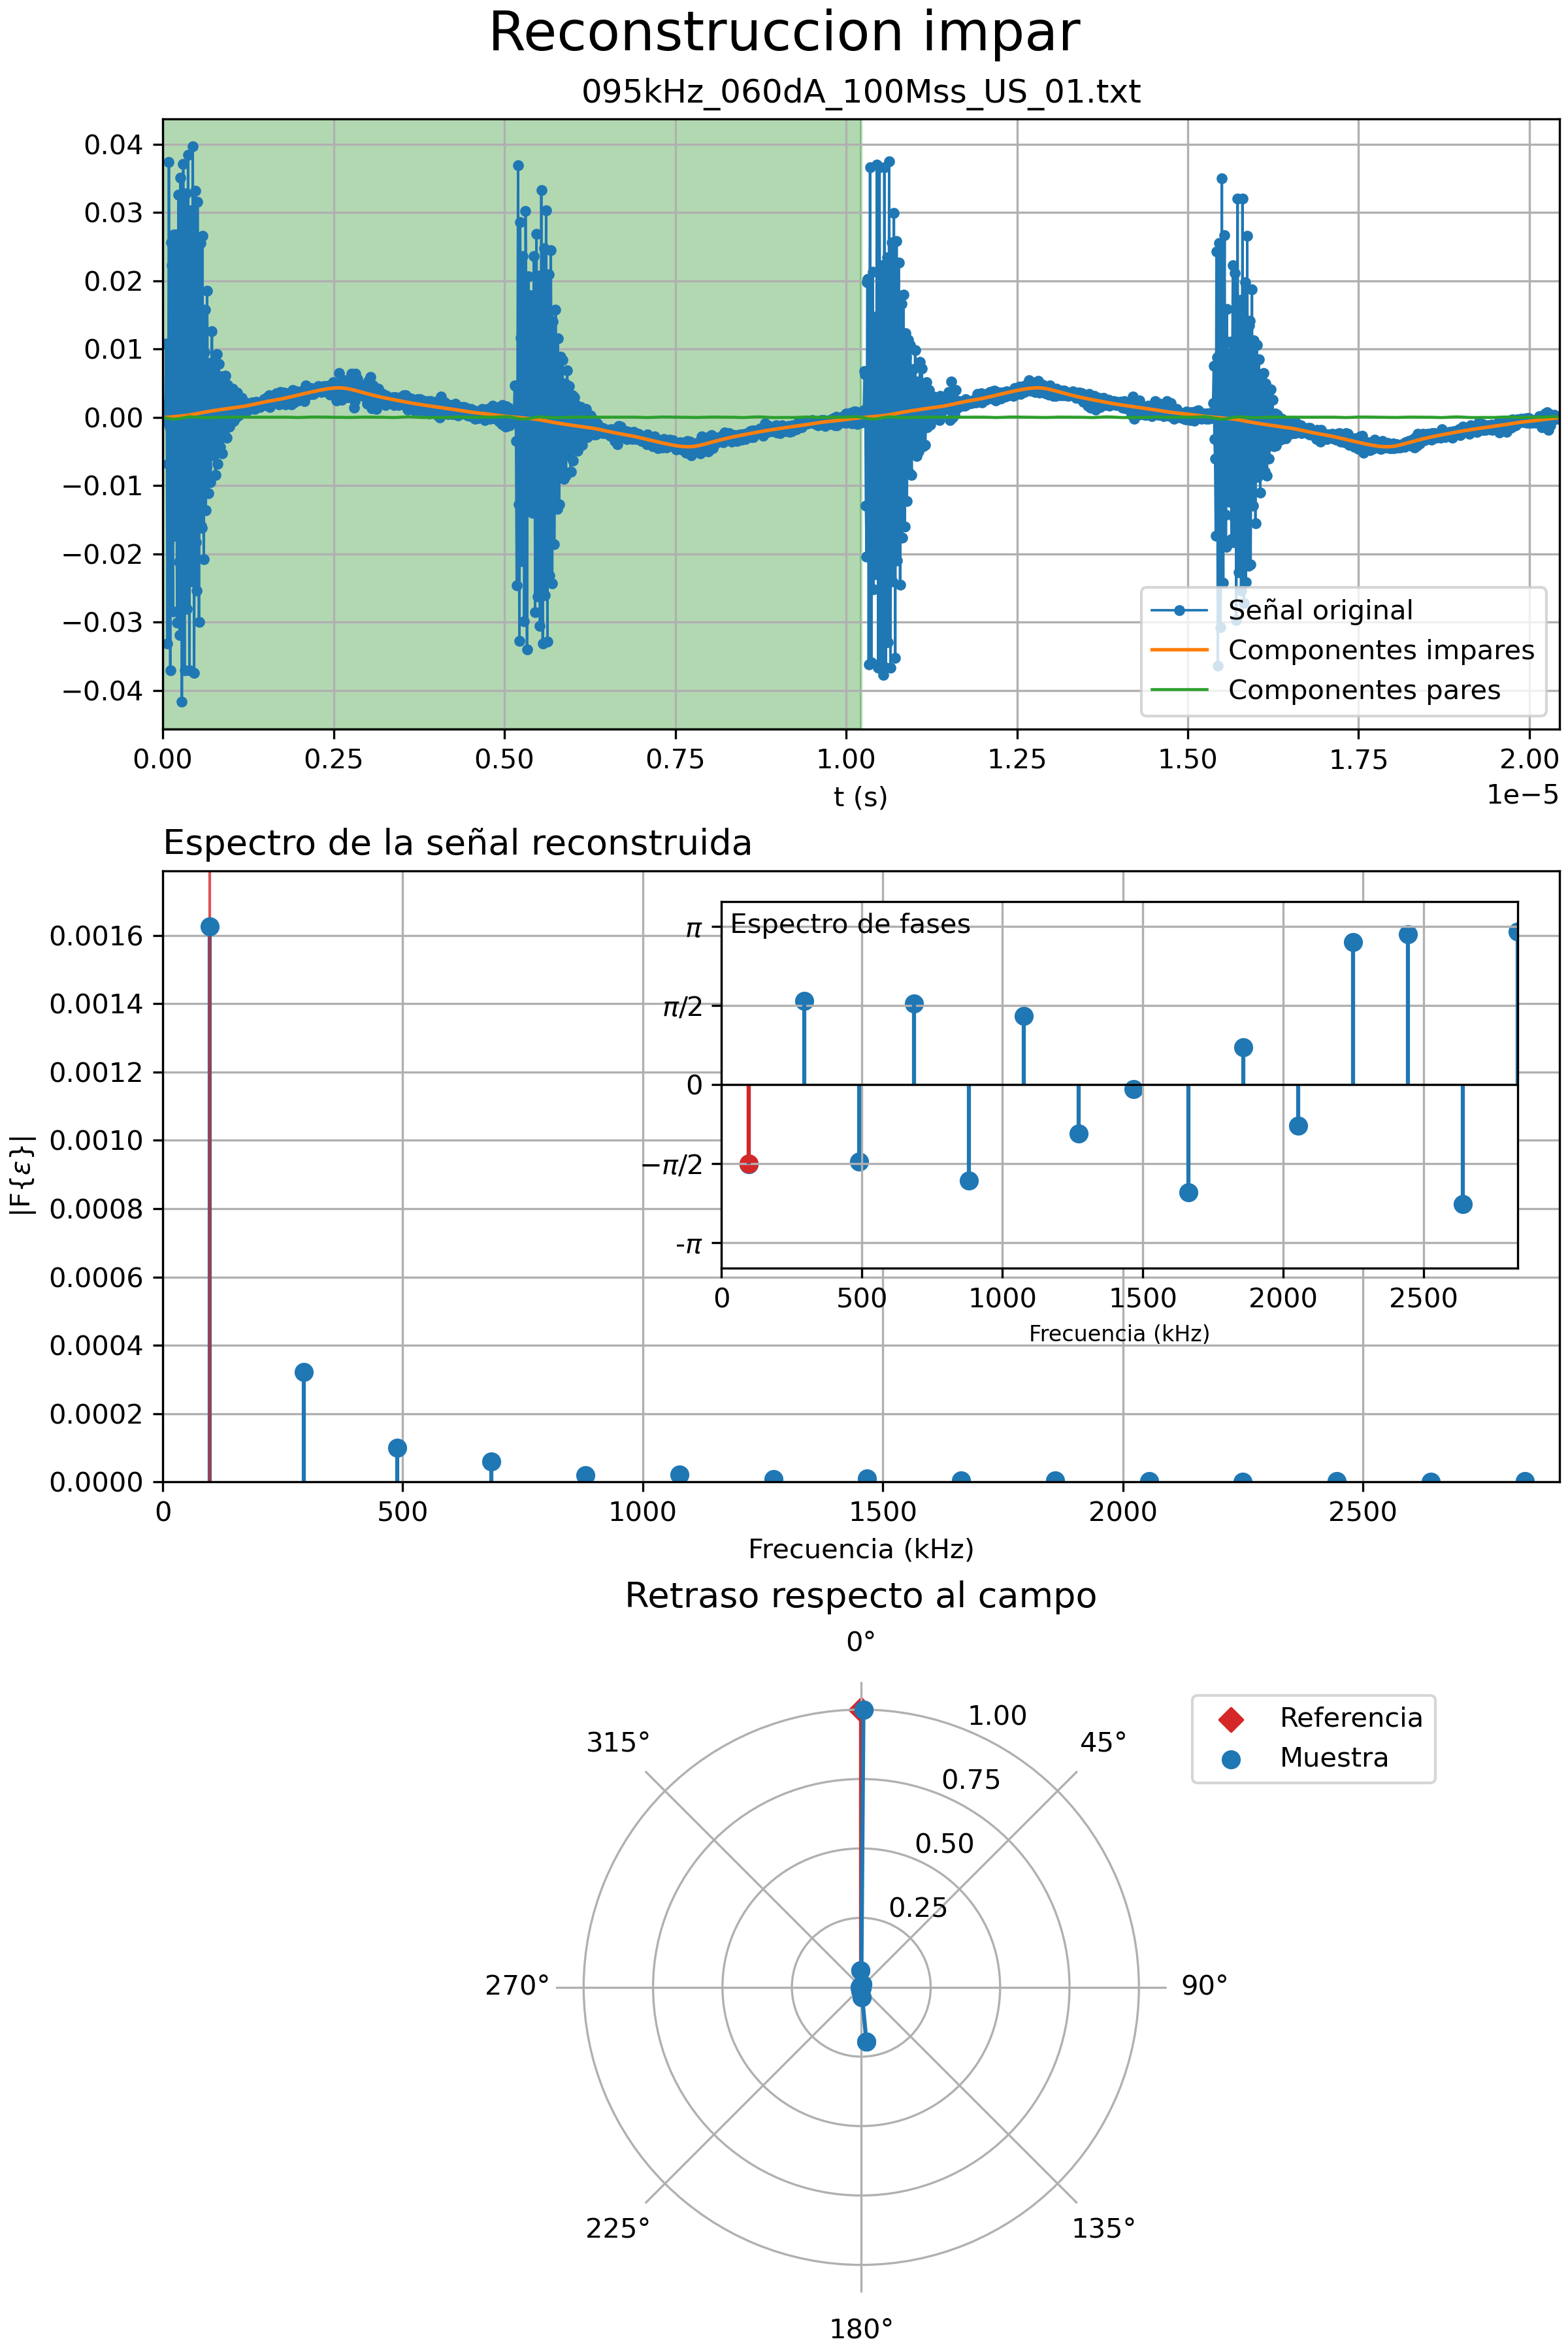 Reconstruccion impar
095kHz_060dA_100Mss_US_01.txt
0.04
0.03
0.02
0.01
0.00
−0.01
−0.02
−0.03
−0.04
Señal original
Componentes impares
Componentes pares
0.00 0.25 0.50 0.75 1.00 1.25 1.50 1.75 2.00
t (s)
1e−5
Espectro de la señal reconstruida
|F{ε}|
0.0016
0.0014
0.0012
0.0010
0.0008
0.0006
0.0004
0.0002
0.0000
Espectro de fases
π
π/2
0
−π/2
-π
0 500 1000 1500 2000 2500
Frecuencia (kHz)
0 500 1000 1500 2000 2500
Frecuencia (kHz)
Retraso respecto al campo
0°
315°
45°
1.00
0.75
0.50
0.25
Referencia
Muestra
270°
90°
225°
135°
180°